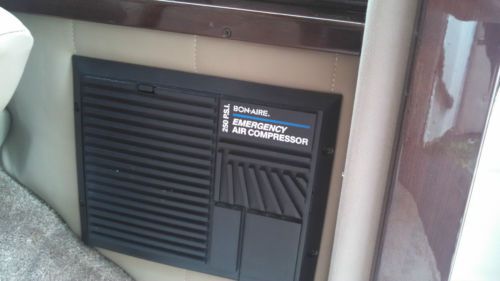 250 P.S.I.
BON-AIRE.
EMERGENCY
AIR COMPRESSOR